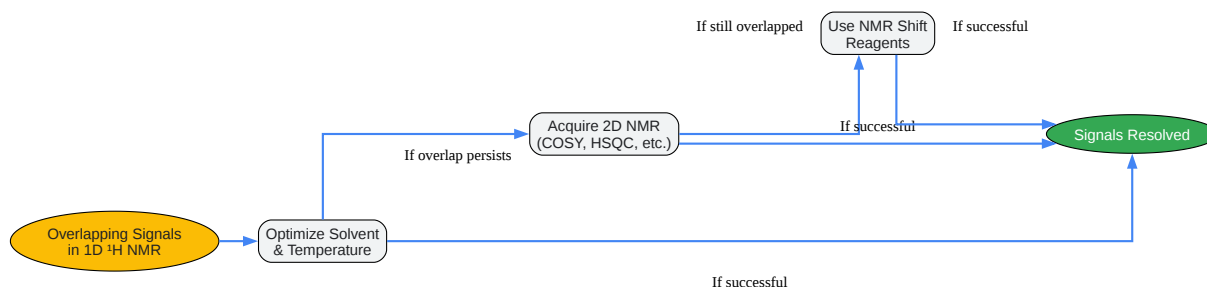 If still overlapped
Use NMR Shift
Reagents
If successful
Acquire 2D NMR
(COSY, HSQC, etc.)
If successful
Signals Resolved
If overlap persists
Overlapping Signals
in 1D ¹H NMR
Optimize Solvent
& Temperature
If successful